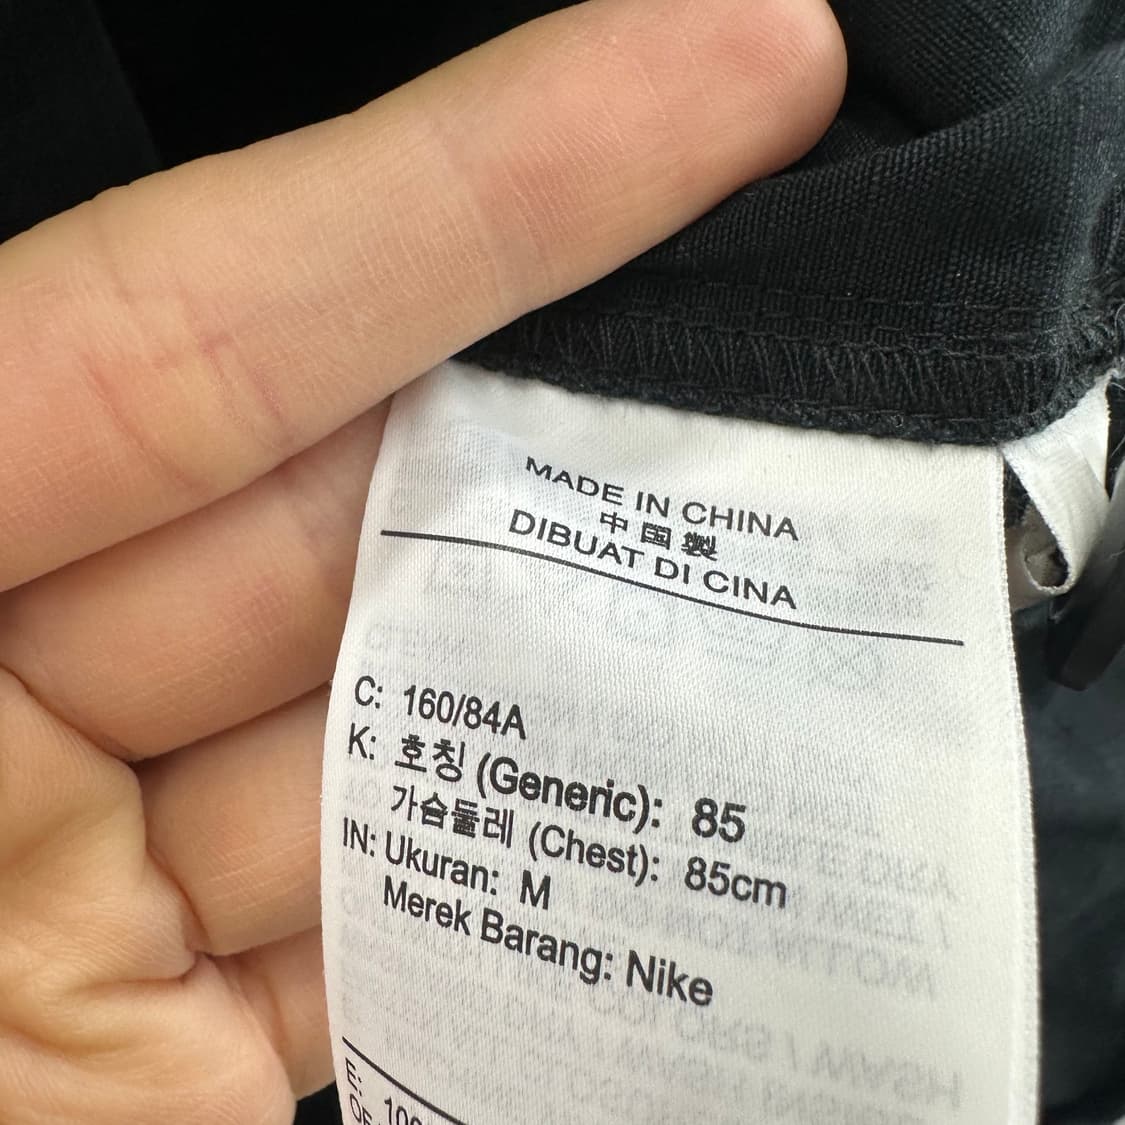 MADE IN CHINA
中国製
DIBUAT DI CINA
C: 160/84A
K: 호칭 (Generic): 85
가슴둘레 (Chest): 85cm
IN: Ukuran: M
Merek Barang: Nike
E: